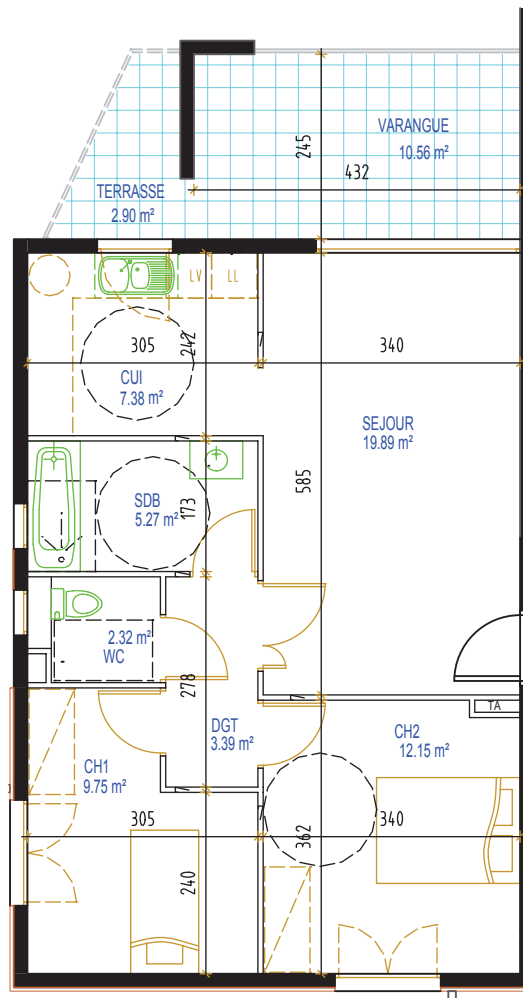 VARANGUE
10.56 m²
245
432
TERRASSE
2.90 m²
LV
LL
305
242
340
CUI
7.38 m²
SEJOUR
19.89 m²
585
SDB
5.27 m²
173
2.32 m²
WC
278
DGT
3.39 m²
TA
CH2
12.15 m²
CH1
9.75 m²
305
362
340
240